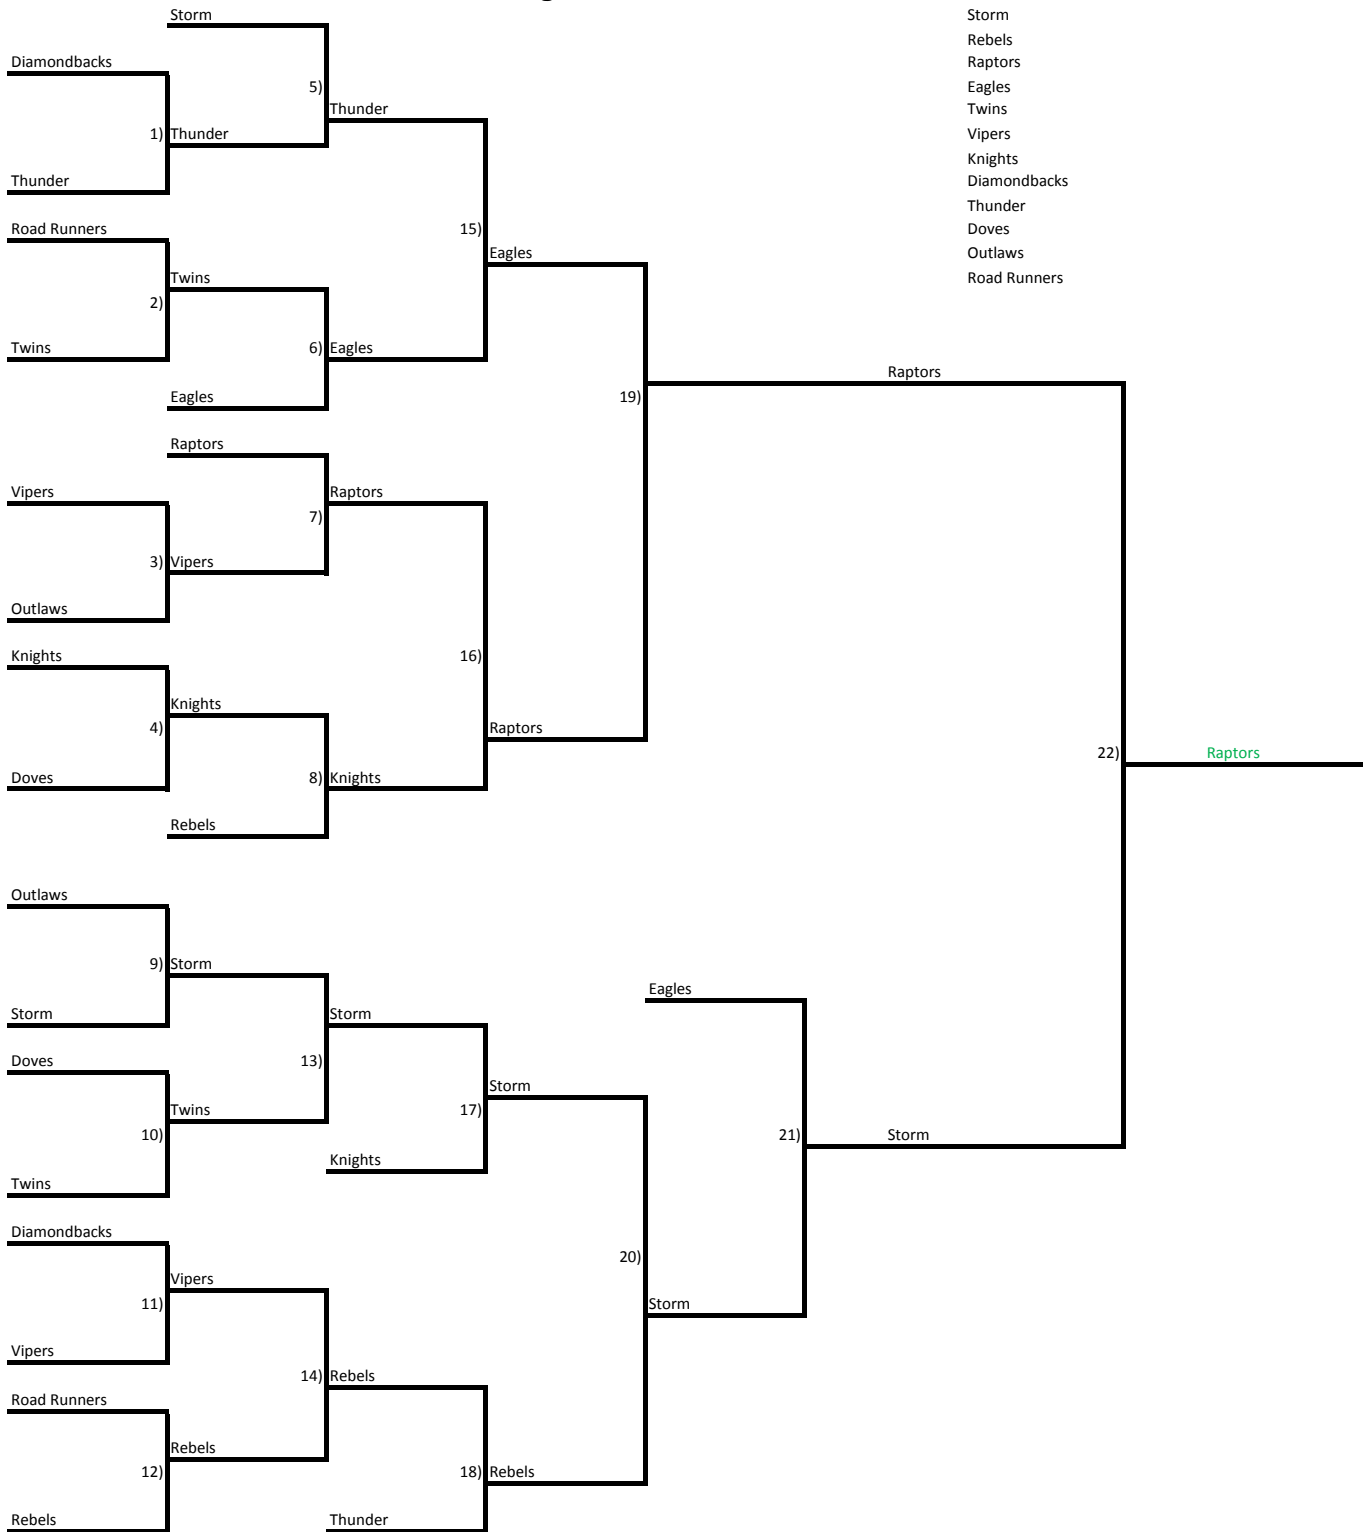 Storm
Storm
Rebels
Diamondbacks
Raptors
5)
Eagles
Thunder
Twins
1) Thunder
Vipers
Knights
Thunder
Diamondbacks
Thunder
Road Runners
15)
Doves
Eagles
Outlaws
Twins
Road Runners
2)
Twins
6) Eagles
Raptors
Eagles
19)
Raptors
Vipers
Raptors
7)
3) Vipers
Outlaws
Knights
16)
Knights
4)
Raptors
22)
Raptors
Doves
8) Knights
Rebels
Outlaws
9) Storm
Eagles
Storm
Storm
Doves
13)
Storm
Twins
17)
10)
21)
Storm
Knights
Twins
Diamondbacks
20)
Vipers
11)
Storm
Vipers
14) Rebels
Road Runners
Rebels
12)
18) Rebels
Rebels
Thunder